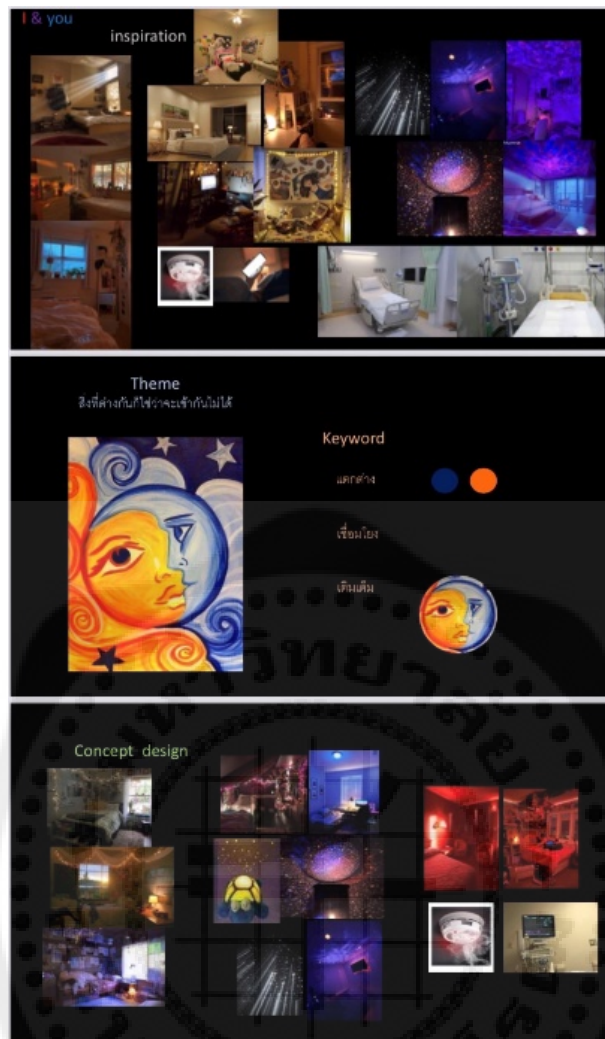 I & you
inspiration
Theme
สิ่งที่ต่างกันก็ใช่ว่าจะเข้ากันไม่ได้
Keyword
แตกต่าง
เชื่อมโยง
เติมเต็ม
Concept design